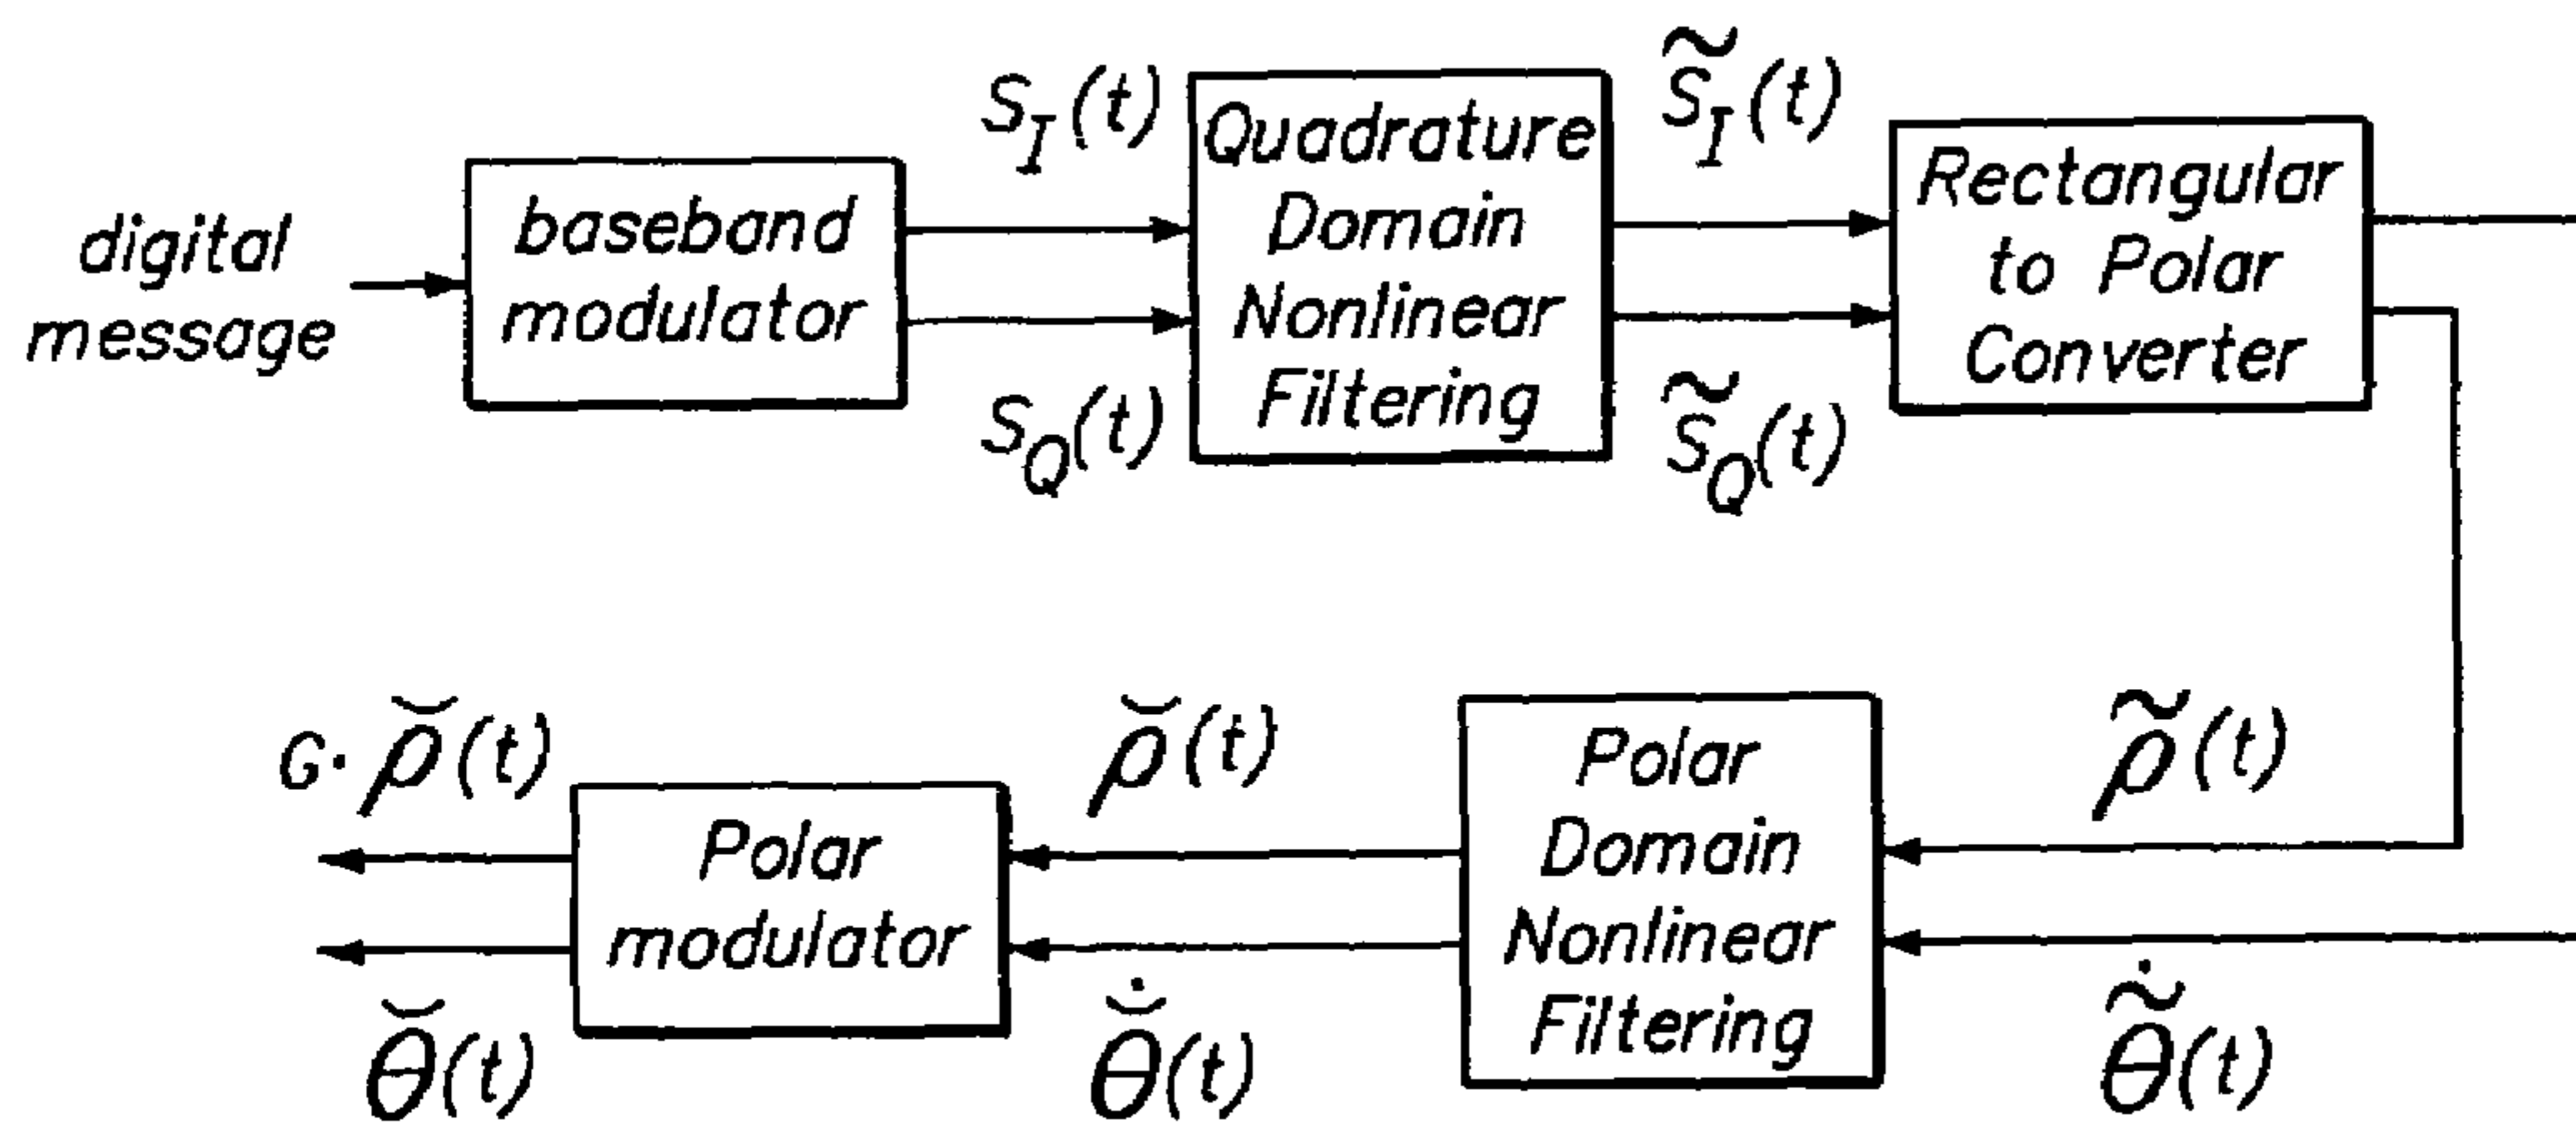 digital
message
baseband
modulator
S_I(t)
S_Q(t)
Quadrature
Domain
Nonlinear
Filtering
S̃_I(t)
S̃_Q(t)
Rectangular
to Polar
Converter
G·ρ̆(t)
θ̆(t)
Polar
modulator
ρ̆(t)
θ̆̇(t)
Polar
Domain
Nonlinear
Filtering
ρ̃(t)
θ̃̇(t)